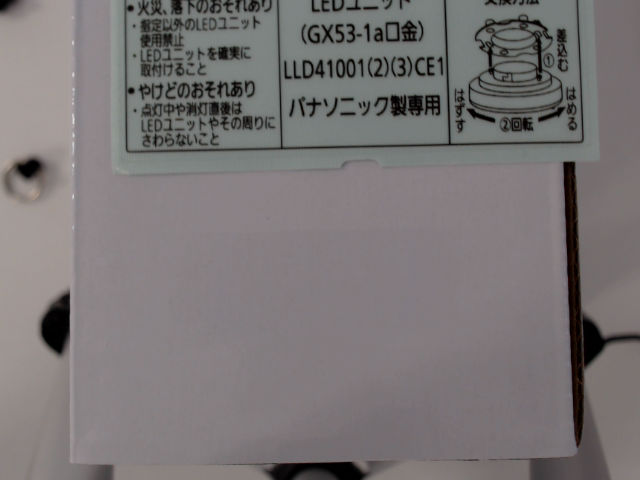 ●火災、落下のおそれあり
・指定以外のLEDユニット
使用禁止
・LEDユニットを確実に
取付けること
●やけどのおそれあり
・点灯中や消灯直後は
LEDユニットやその周りに
さわらないこと
LEDユニット
(GX53-1a口金)
LLD41001(2)(3)CE1
パナソニック製専用
交換方法
差込む
①
はずす
②回転
はめる